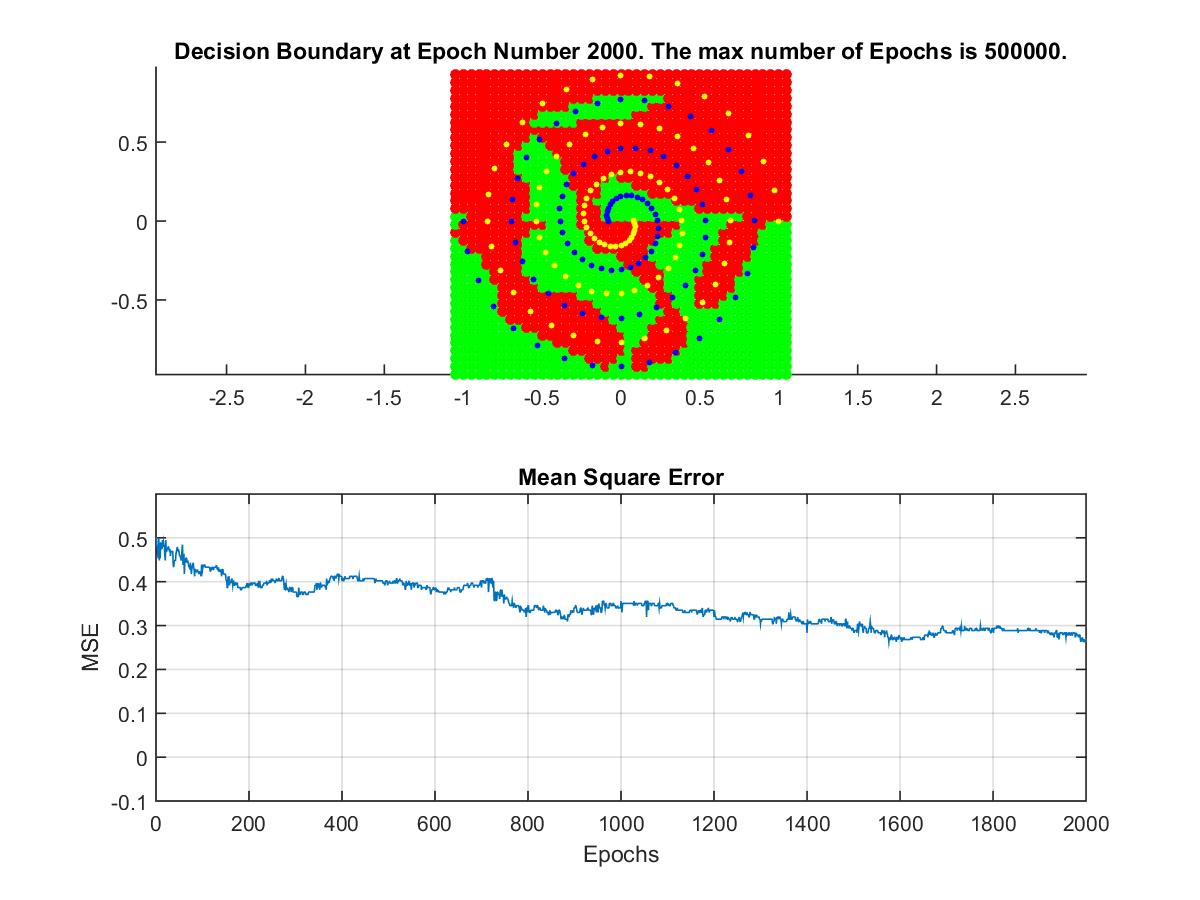 Decision Boundary at Epoch Number 2000. The max number of Epochs is 500000.
0.5
0
-0.5
-2.5 -2 -1.5 -1 -0.5 0 0.5 1 1.5 2 2.5
Mean Square Error
0.5
0.4
0.3
0.2
0.1
0
-0.1
MSE
0 200 400 600 800 1000 1200 1400 1600 1800 2000
Epochs